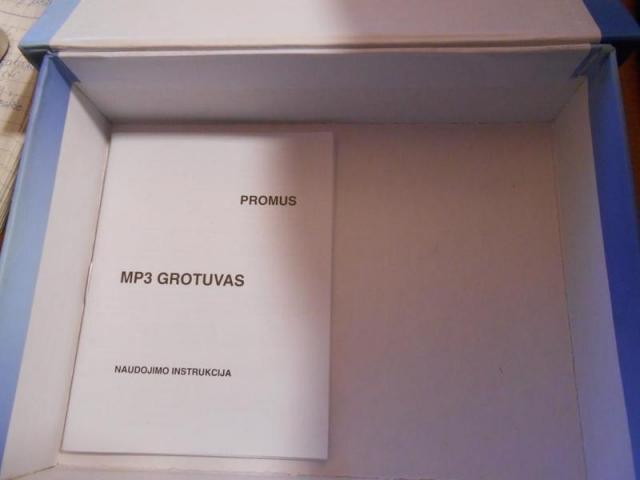 PROMUS
MP3 GROTUVAS
NAUDOJIMO INSTRUKCIJA